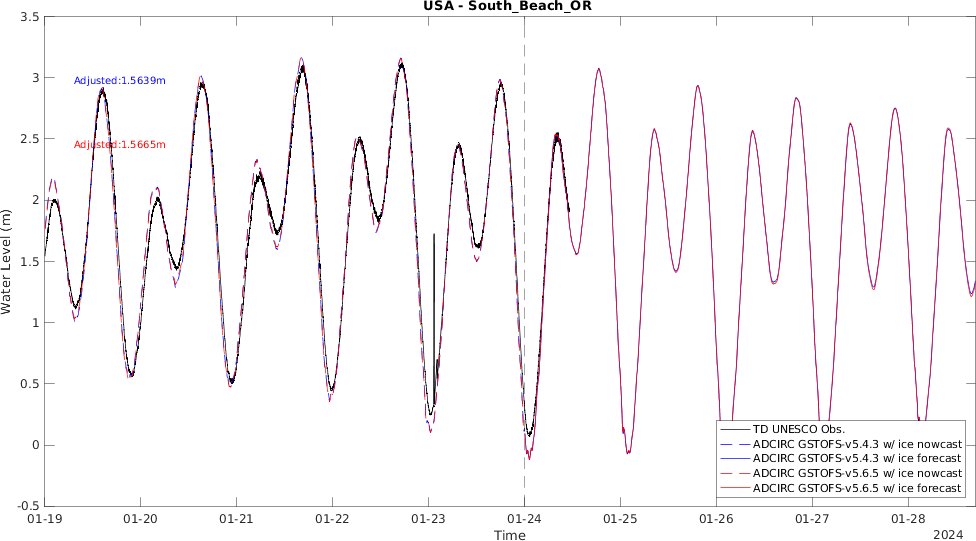 USA - South_Beach_OR
3.5
3
2.5
2
1.5
1
0.5
0
-0.5
Water Level (m)
Adjusted:1.5639m
Adjusted:1.5665m
TD UNESCO Obs.
ADCIRC GSTOFS-v5.4.3 w/ ice nowcast
ADCIRC GSTOFS-v5.4.3 w/ ice forecast
ADCIRC GSTOFS-v5.6.5 w/ ice nowcast
ADCIRC GSTOFS-v5.6.5 w/ ice forecast
01-19 01-20 01-21 01-22 01-23 01-24 01-25 01-26 01-27 01-28
Time
2024